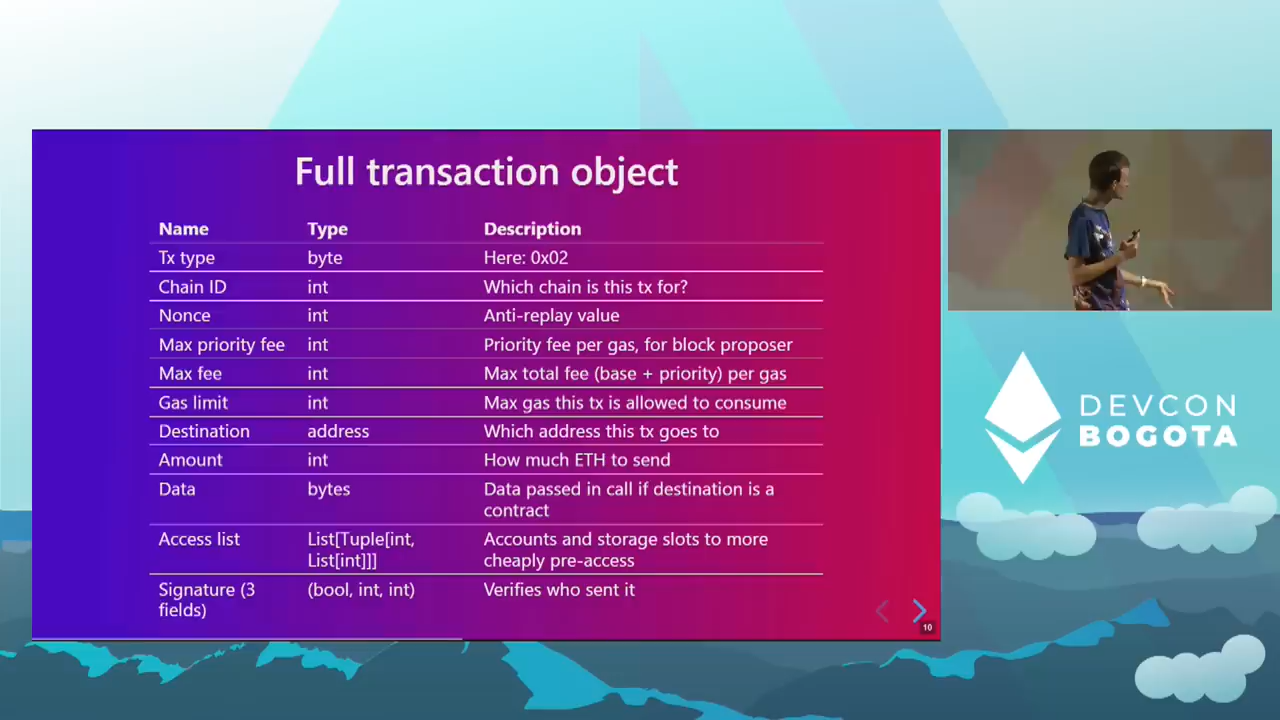 Full transaction object
Name Type Description
Tx type byte Here: 0x02
Chain ID int Which chain is this tx for?
Nonce int Anti-replay value
Max priority fee int Priority fee per gas, for block proposer
Max fee int Max total fee (base + priority) per gas
Gas limit int Max gas this tx is allowed to consume
Destination address Which address this tx goes to
Amount int How much ETH to send
Data bytes Data passed in call if destination is a
contract
Access list List[Tuple[int, Accounts and storage slots to more
List[int]]] cheaply pre-access
Signature (3 (bool, int, int) Verifies who sent it
fields)
10
DEVCON
BOGOTA